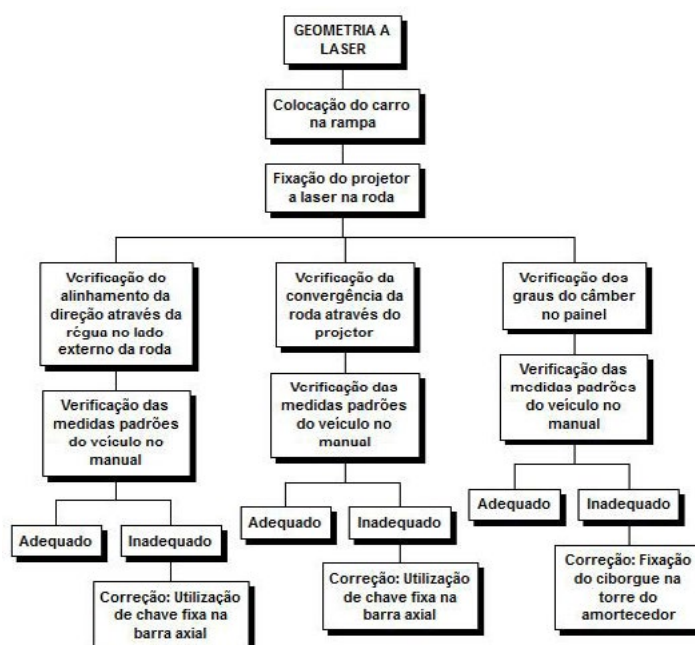 GEOMETRIA A
LASER
Colocação do carro
na rampa
Fixação do projetor
a laser na roda
Verificação do
alinhamento da
direção através da
régua no lado
externo da roda
Verificação das
medidas padrões
do veículo no
manual
Adequado
Inadequado
Correção: Utilização
de chave fixa na
barra axial
Verificação da
convergência da
roda através do
projetor
Verificação das
medidas padrões
do veículo no
manual
Adequado
Inadequado
Correção: Utilização
de chave fixa na
barra axial
Verificação dos
graus do câmber
no painel
Verificação das
medidas padrões
do veículo no
manual
Adequado
Inadequado
Correção: Fixação
do ciborgue na
torre do
amortecedor